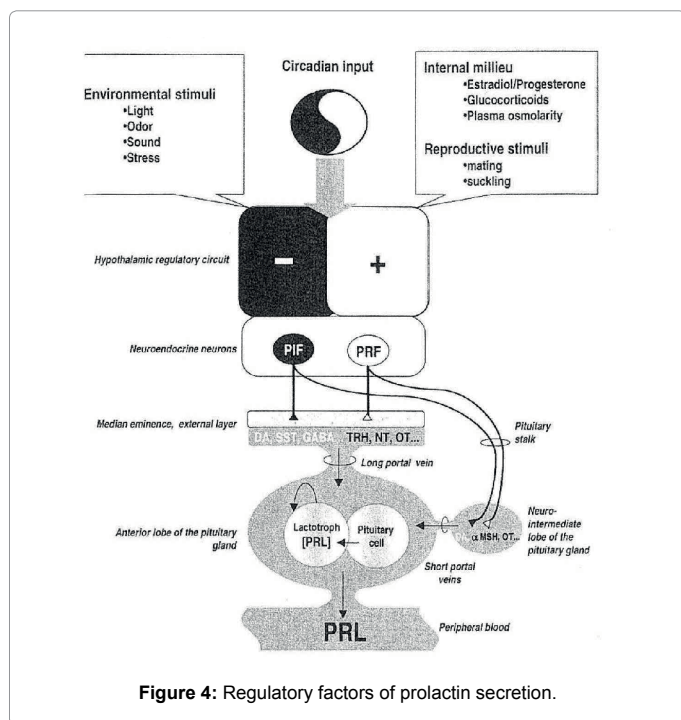 Circadian input
Environmental stimuli
•Light
•Odor
•Sound
•Stress
Internal millieu
•Estradiol/Progesterone
•Glucocorticoids
•Plasma osmolarity
Reproductive stimuli
•mating
•suckling
Hypothalamic regulatory circuit
-
+
Neuroendocrine neurons
PIF
PRF
Median eminence, external layer
DA, SST, GABA
TRH, NT, OT...
Pituitary
stalk
Long portal vein
Anterior lobe of the pituitary
gland
Lactotroph
[PRL]
Pituitary
cell
α MSH, OT...
Neuro-
intermediate
lobe of the
pituitary gland
Short portal
veins
PRL
Peripheral blood
Figure 4: Regulatory factors of prolactin secretion.